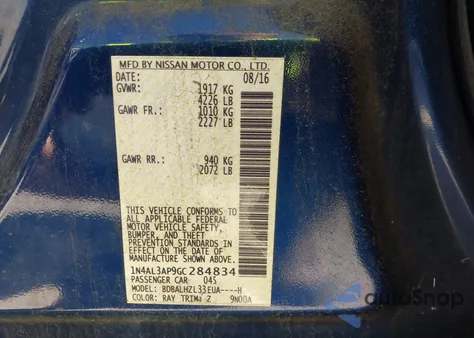 MFD BY NISSAN MOTOR CO., LTD.
DATE: 08/16
GVWR: 1917 KG
4226 LB
GAWR FR.: 1010 KG
2227 LB
GAWR RR.: 940 KG
2072 LB
THIS VEHICLE CONFORMS TO
ALL APPLICABLE FEDERAL
MOTOR VEHICLE SAFETY,
BUMPER, AND THEFT
PREVENTION STANDARDS
IN EFFECT ON THE DATE OF
MANUFACTURE SHOWN ABOVE.
1N4AL3AP9GC284834
PASSENGER CAR 04S
MODEL: BDBALHZL33EUA----H
COLOR: RAY TRIM: Z 9N00A
AutoSnap